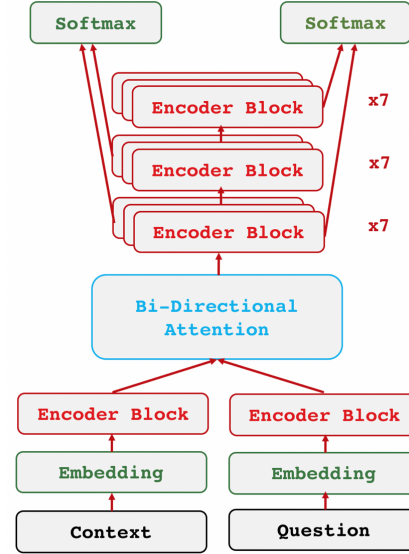 Softmax
Softmax
Encoder Block
x7
Encoder Block
x7
Encoder Block
x7
Bi-Directional
Attention
Encoder Block
Encoder Block
Embedding
Embedding
Context
Question